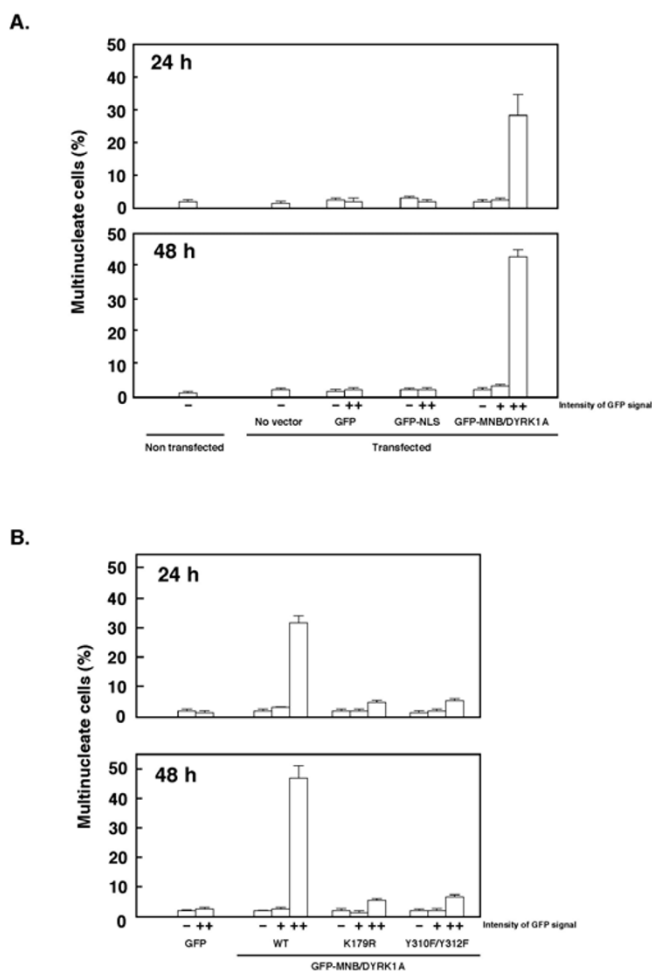 A.
24 h
50
40
30
20
10
0
48 h
50
40
30
20
10
0
Multinucleate cells (%)
– – – ++ – ++ – + ++ Intensity of GFP signal
No vector GFP GFP-NLS GFP-MNB/DYRK1A
Non transfected Transfected
B.
24 h
50
40
30
20
10
0
48 h
50
40
30
20
10
0
Multinucleate cells (%)
– ++ – + ++ – + ++ – + ++ Intensity of GFP signal
GFP WT K179R Y310F/Y312F
GFP-MNB/DYRK1A